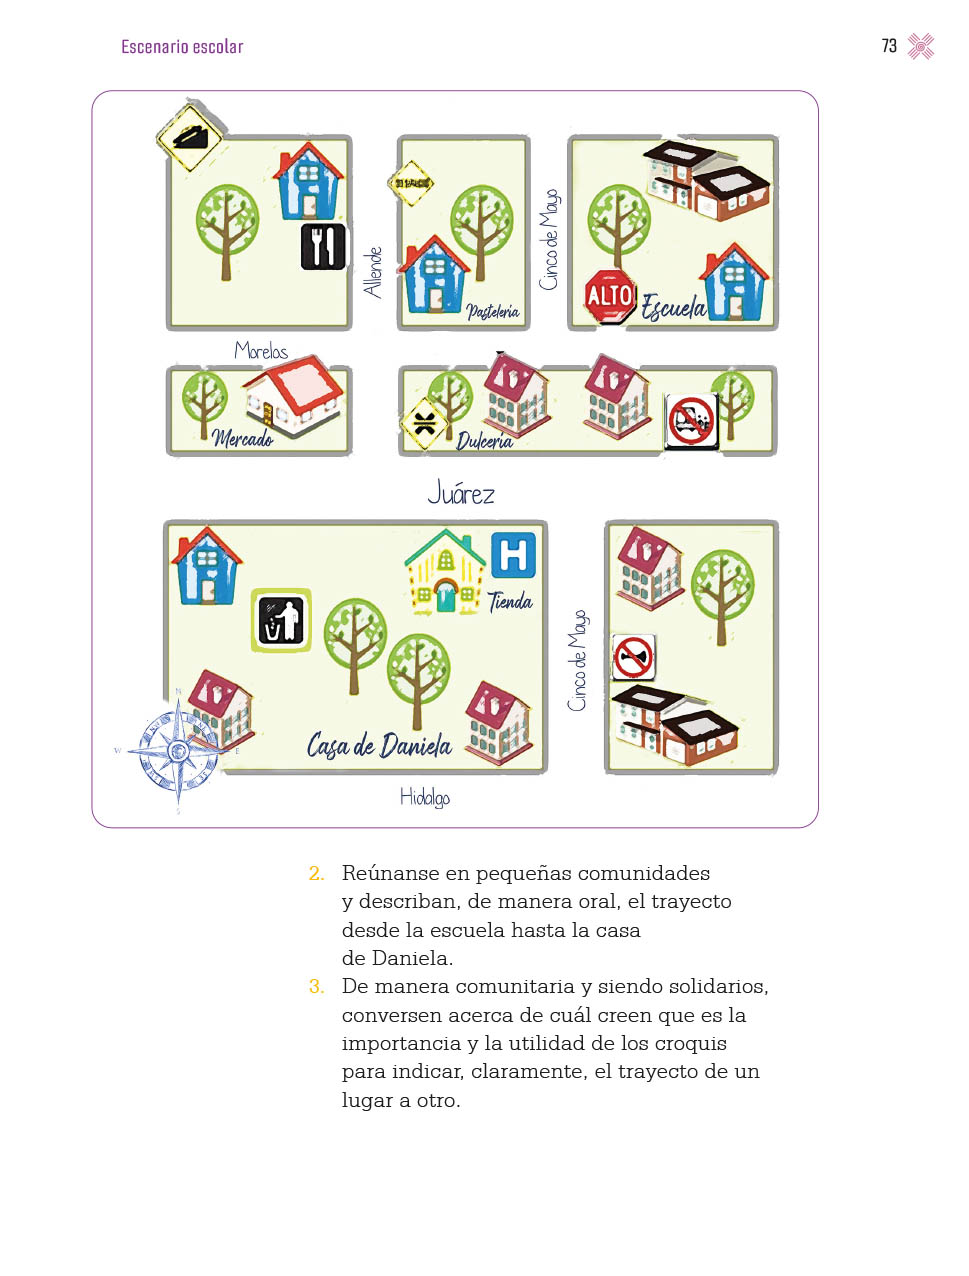 Escenario escolar
73
Allende
Cinco de Mayo
Pastelería
ALTO
Escuela
Morelos
Mercado
Dulcería
Juárez
H
Tienda
Cinco de Mayo
Casa de Daniela
N
W
E
S
Hidalgo
2. Reúnanse en pequeñas comunidades
y describan, de manera oral, el trayecto
desde la escuela hasta la casa
de Daniela.
3. De manera comunitaria y siendo solidarios,
conversen acerca de cuál creen que es la
importancia y la utilidad de los croquis
para indicar, claramente, el trayecto de un
lugar a otro.